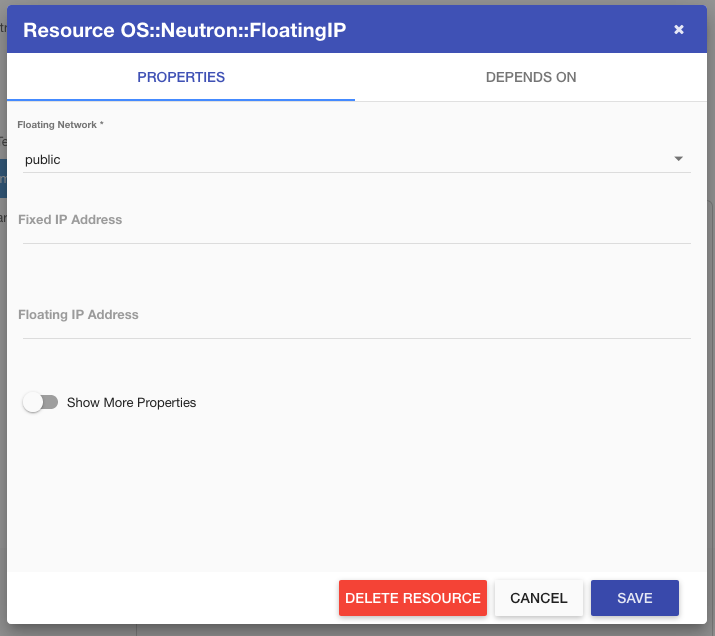 Resource OS::Neutron::FloatingIP
PROPERTIES
DEPENDS ON
Floating Network *
public
Fixed IP Address
Floating IP Address
Show More Properties
DELETE RESOURCE
CANCEL
SAVE